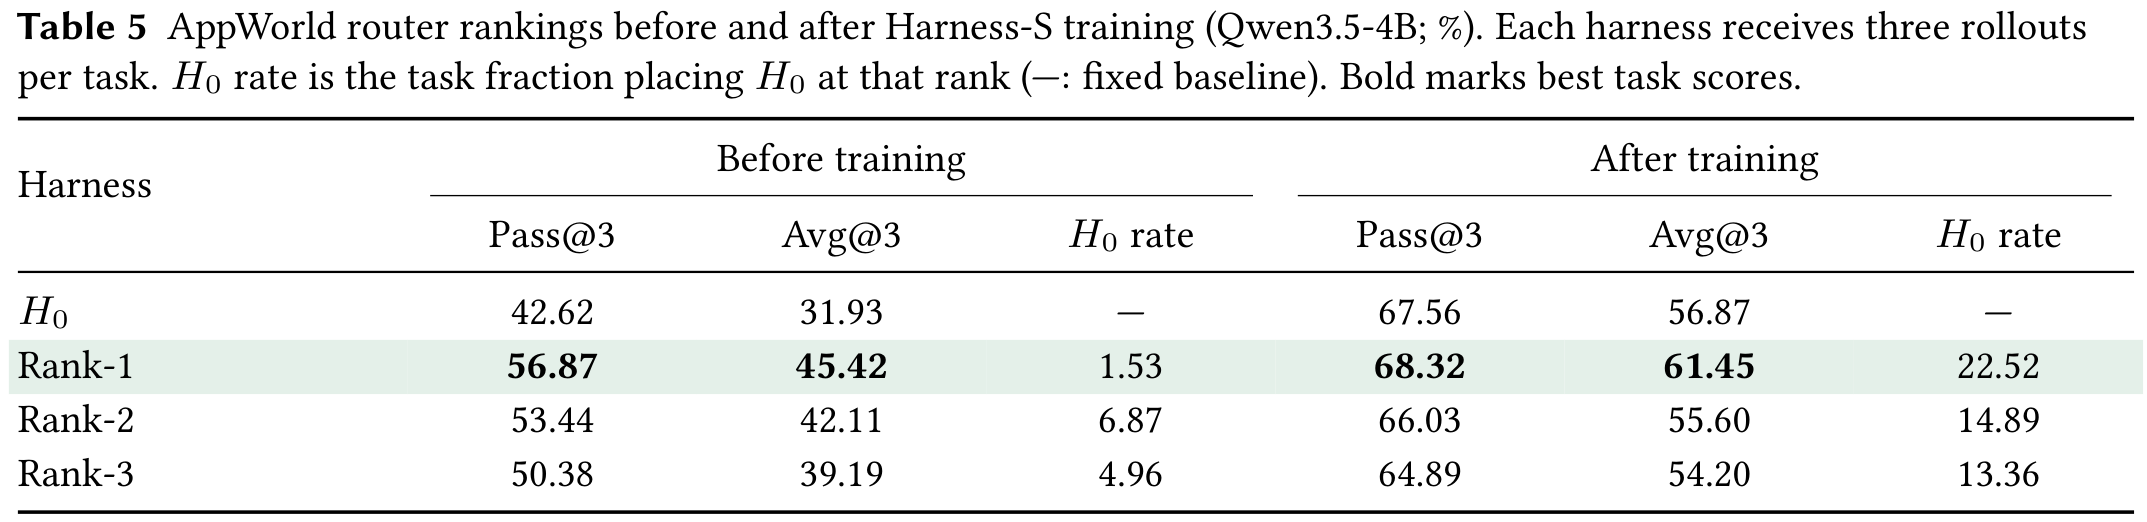 Table 5 AppWorld router rankings before and after Harness-S training (Qwen3.5-4B; %). Each harness receives three rollouts
per task. H₀ rate is the task fraction placing H₀ at that rank (—: fixed baseline). Bold marks best task scores.
Harness Before training After training
Pass@3 Avg@3 H₀ rate Pass@3 Avg@3 H₀ rate
H₀ 42.62 31.93 — 67.56 56.87 —
Rank-1 56.87 45.42 1.53 68.32 61.45 22.52
Rank-2 53.44 42.11 6.87 66.03 55.60 14.89
Rank-3 50.38 39.19 4.96 64.89 54.20 13.36